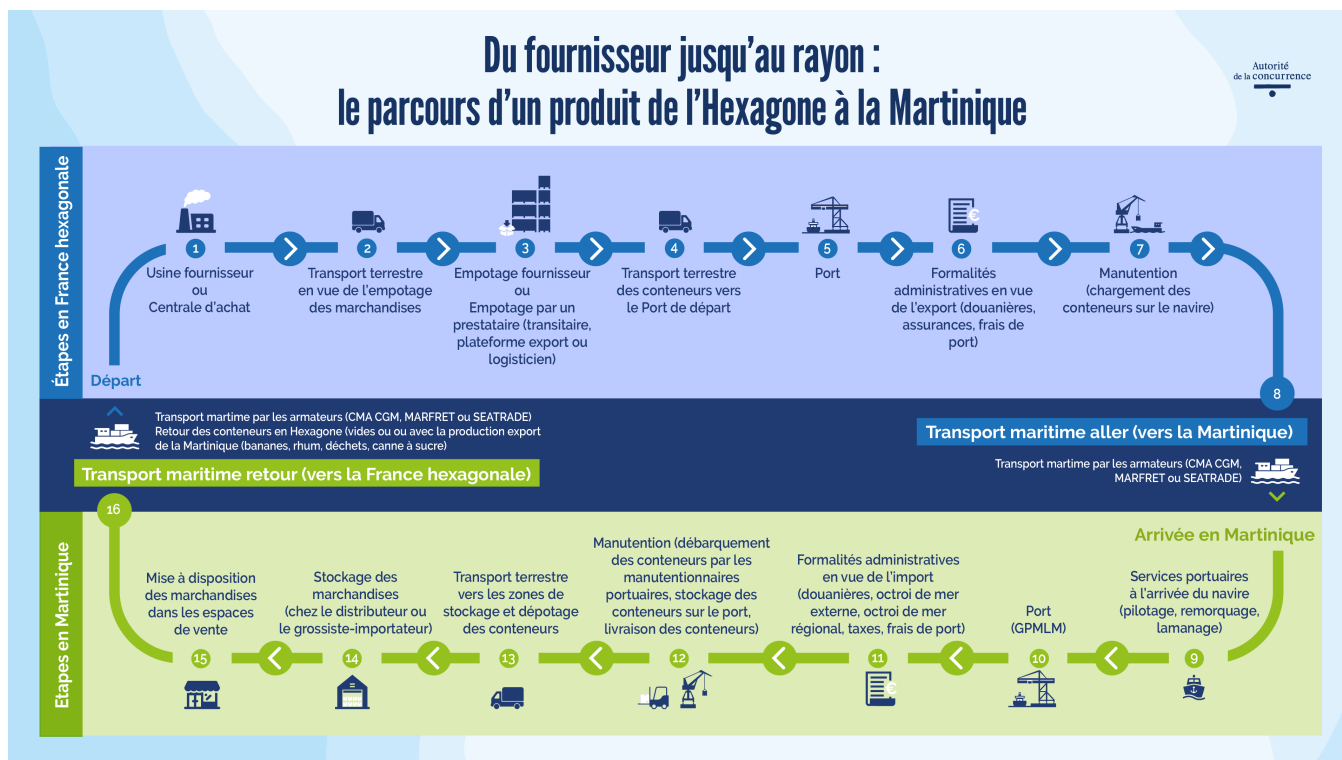 Du fournisseur jusqu'au rayon :
le parcours d'un produit de l'Hexagone à la Martinique
Autorité
de la concurrence
Étapes en France hexagonale
Départ
1
Usine fournisseur
ou
Centrale d'achat
2
Transport terrestre
en vue de l'empotage
des marchandises
3
Empotage fournisseur
ou
Empotage par un
prestataire (transitaire,
plateforme export ou
logisticien)
4
Transport terrestre
des conteneurs vers
le Port de départ
5
Port
€
6
Formalités
administratives en vue
de l'export (douanières,
assurances, frais de
port)
7
Manutention
(chargement des
conteneurs sur le navire)
8
Transport maritime aller (vers la Martinique)
Transport martime par les armateurs (CMA CGM,
MARFRET ou SEATRADE)
Arrivée en Martinique
Etapes en Martinique
Services portuaires
à l'arrivée du navire
(pilotage, remorquage,
lamanage)
9
Port
(GPMLM)
10
Formalités administratives
en vue de l'import
(douanières, octroi de mer
externe, octroi de mer
régional, taxes, frais de port)
11
€
Manutention (débarquement
des conteneurs par les
manutentionnaires
portuaires, stockage des
conteneurs sur le port,
livraison des conteneurs)
12
Transport terrestre
vers les zones de
stockage et dépotage
des conteneurs
13
Stockage des
marchandises
(chez le distributeur ou
le grossiste-importateur)
14
Mise à disposition
des marchandises
dans les espaces
de vente
15
16
Transport maritime retour (vers la France hexagonale)
Transport martime par les armateurs (CMA CGM, MARFRET ou SEATRADE)
Retour des conteneurs en Hexagone (vides ou ou avec la production export
de la Martinique (bananes, rhum, déchets, canne à sucre)